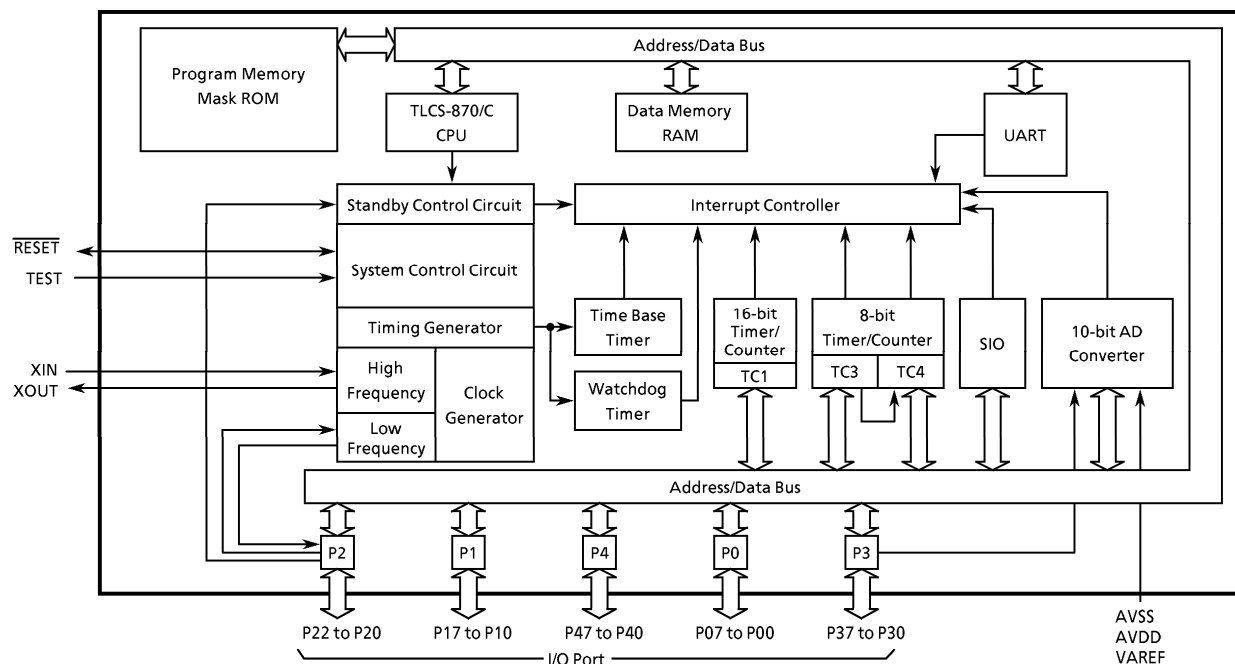 Address/Data Bus
Program Memory
Mask ROM
TLCS-870/C
CPU
Data Memory
RAM
UART
Standby Control Circuit
Interrupt Controller
RESET
TEST
System Control Circuit
Timing Generator
Time Base
Timer
16-bit
Timer/
Counter
TC1
8-bit
Timer/Counter
TC3
TC4
SIO
10-bit AD
Converter
XIN
XOUT
High
Frequency
Clock
Generator
Low
Frequency
Watchdog
Timer
Address/Data Bus
P2
P1
P4
P0
P3
P22 to P20
P17 to P10
P47 to P40
P07 to P00
P37 to P30
I/O Port
AVSS
AVDD
VAREF